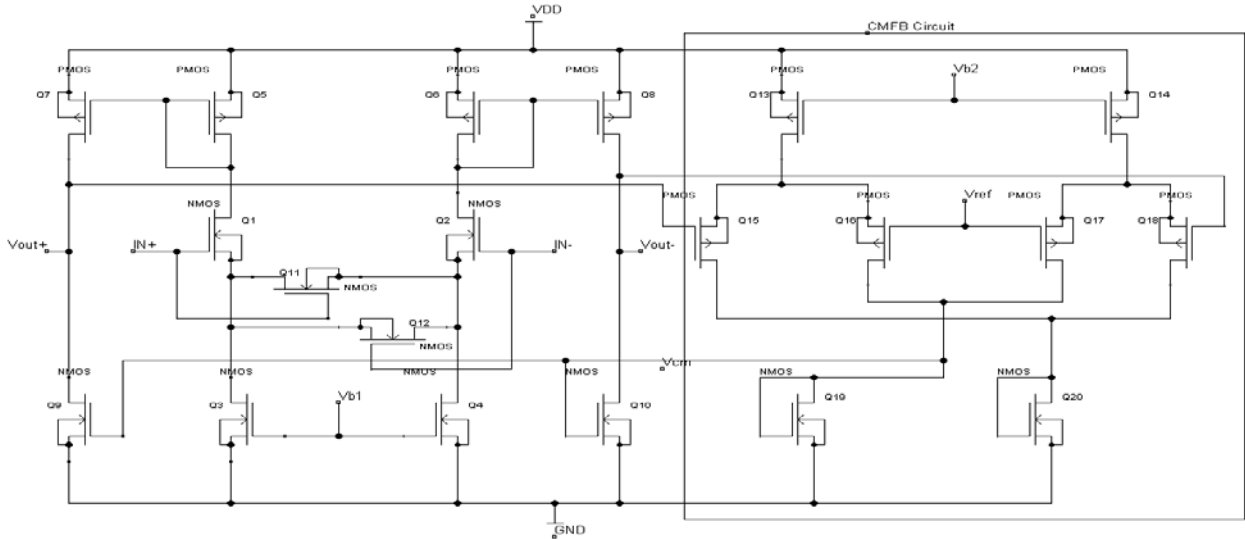 VDD
CMFB Circuit
PMOS PMOS PMOS PMOS PMOS Vb2 PMOS
Q7 Q5 Q6 Q8 Q13 Q14
NMOS NMOS PMOS PMOS Vref PMOS PMOS
Q1 Q2 Q15 Q16 Q17 Q18
Vout+ IN+ IN- Vout-
Q11
NMOS
Q12
NMOS
Vcm
NMOS NMOS NMOS NMOS NMOS NMOS
Vb1
Q9 Q3 Q4 Q10 Q19 Q20
GND